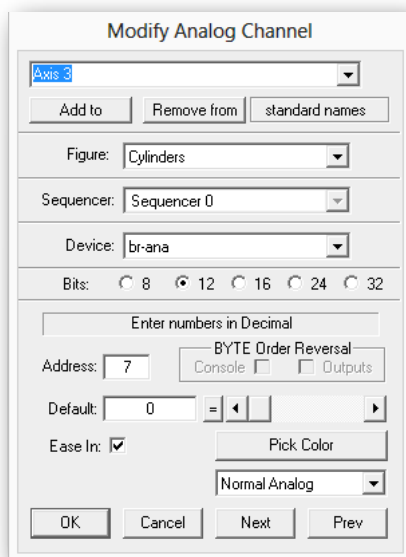 Modify Analog Channel
Axis 3
Add to Remove from standard names
Figure: Cylinders
Sequencer: Sequencer 0
Device: br-ana
Bits: 8 12 16 24 32
Enter numbers in Decimal
BYTE Order Reversal
Address: 7 Console Outputs
Default: 0 =
Ease In: Pick Color
Normal Analog
OK Cancel Next Prev